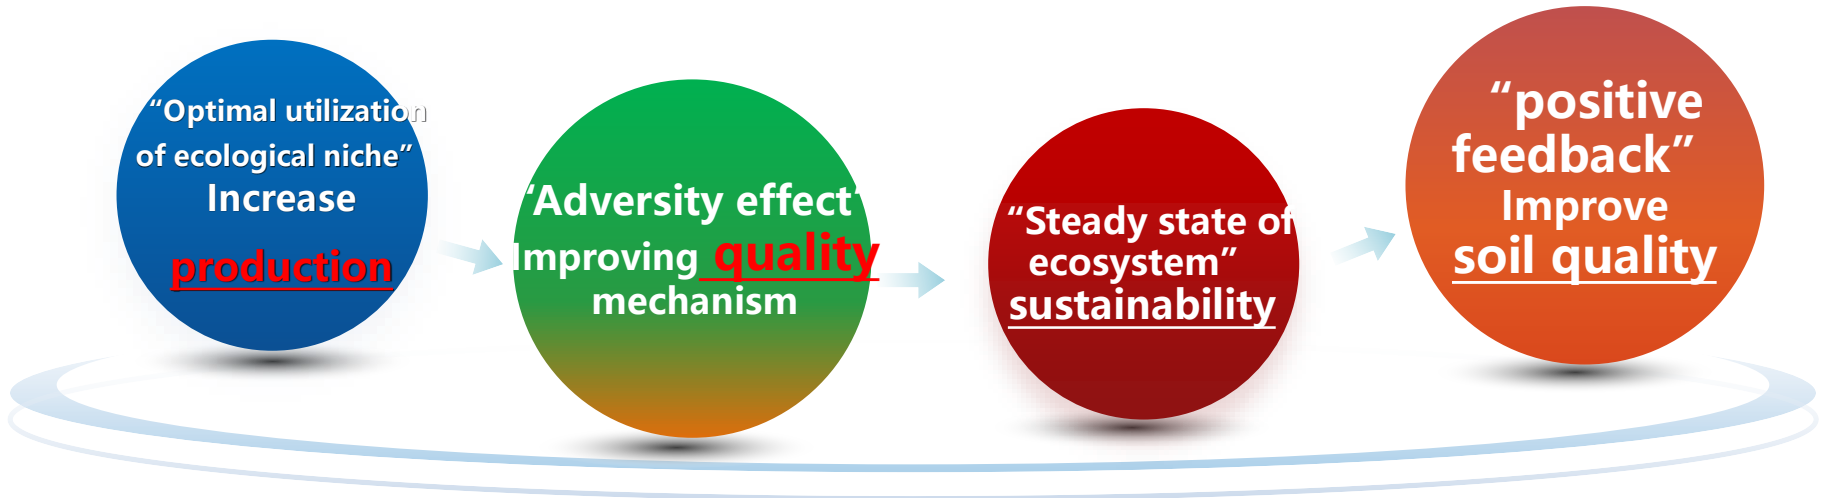 “Optimal utilization
of ecological niche”
Increase
production
“Adversity effect”
Improving quality
mechanism
“Steady state of
ecosystem”
sustainability
“positive
feedback”
Improve
soil quality